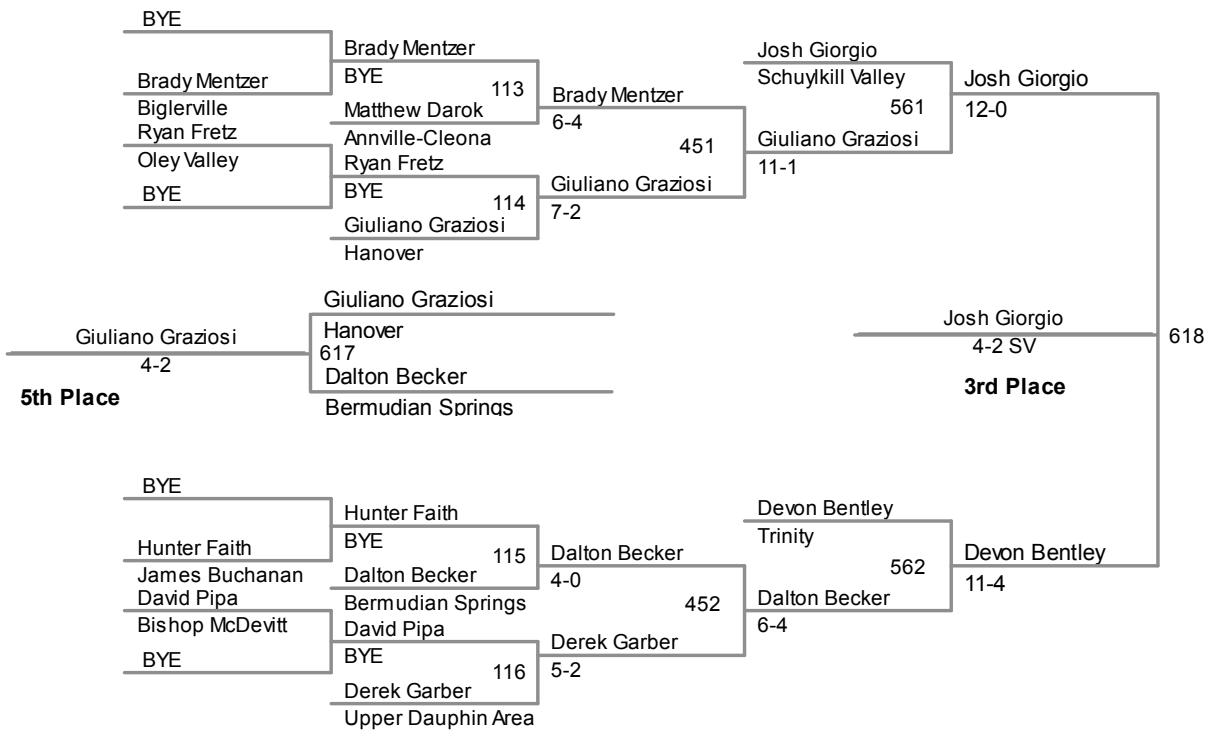 BYE
Brady Mentzer
Biglerville
Ryan Fretz
Oley Valley
BYE
Brady Mentzer
BYE
113
Matthew Darok
Annville-Cleona
Ryan Fretz
BYE
114
Giuliano Graziosi
Hanover
Brady Mentzer
6-4
451
Giuliano Graziosi
7-2
Josh Giorgio
Schuylkill Valley
561
Giuliano Graziosi
11-1
Josh Giorgio
12-0
Giuliano Graziosi
4-2
5th Place
Giuliano Graziosi
Hanover
617
Dalton Becker
Bermudian Springs
Josh Giorgio
4-2 SV
3rd Place
618
BYE
Hunter Faith
James Buchanan
David Pipa
Bishop McDevitt
BYE
Hunter Faith
BYE
115
Dalton Becker
Bermudian Springs
David Pipa
BYE
116
Derek Garber
Upper Dauphin Area
Dalton Becker
4-0
452
Derek Garber
5-2
Devon Bentley
Trinity
562
Dalton Becker
6-4
Devon Bentley
11-4